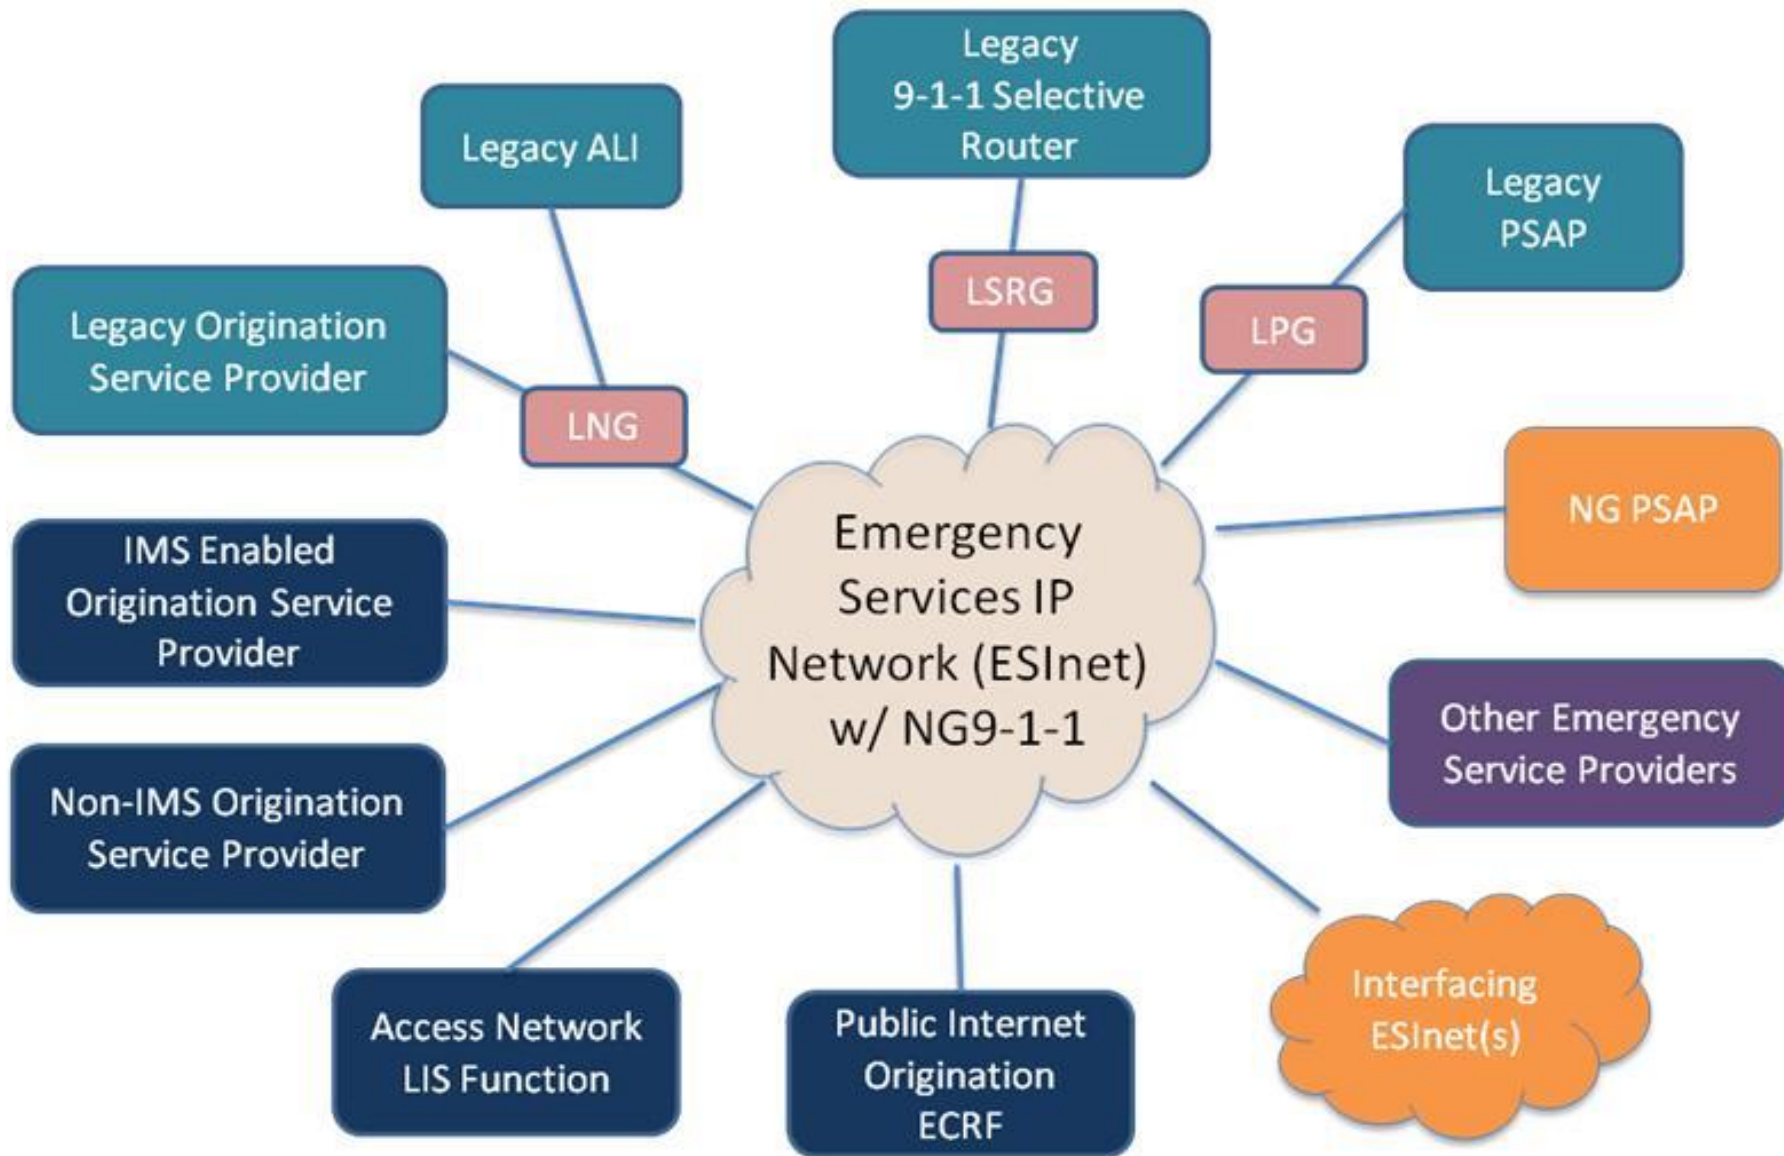 Legacy
9-1-1 Selective
Router
Legacy ALI
Legacy
PSAP
LSRG
LPG
Legacy Origination
Service Provider
LNG
NG PSAP
Emergency
Services IP
Network (ESInet)
w/ NG9-1-1
IMS Enabled
Origination Service
Provider
Other Emergency
Service Providers
Non-IMS Origination
Service Provider
Interfacing
ESInet(s)
Access Network
LIS Function
Public Internet
Origination
ECRF